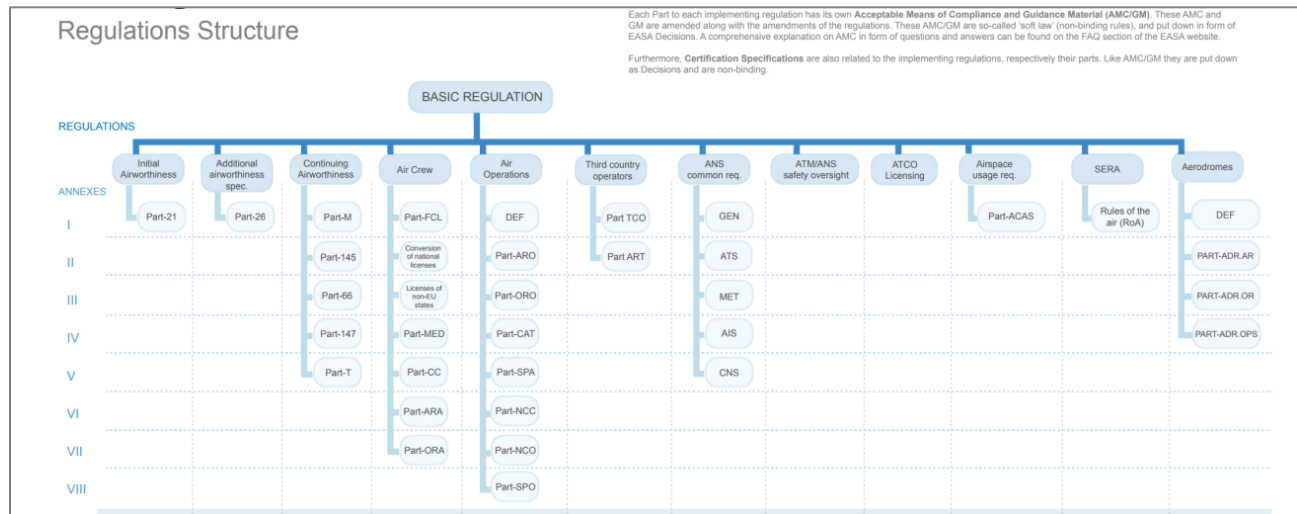 Regulations Structure
Each Part to each implementing regulation has its own Acceptable Means of Compliance and Guidance Material (AMC/GM). These AMC and
GM are amended along with the amendments of the regulations. These AMC/GM are so-called ‘soft law’ (non-binding rules), and put down in form of
EASA Decisions. A comprehensive explanation on AMC in form of questions and answers can be found on the FAQ section of the EASA website.
Furthermore, Certification Specifications are also related to the implementing regulations, respectively their parts. Like AMC/GM they are put down
as Decisions and are non-binding.
BASIC REGULATION
REGULATIONS
Initial
Airworthiness
Additional
airworthiness
spec.
Continuing
Airworthiness
Air Crew
Air
Operations
Third country
operators
ANS
common req.
ATM/ANS
safety oversight
ATCO
Licensing
Airspace
usage req.
SERA
Aerodromes
ANNEXES
I
Part-21
Part-26
Part-M
Part-FCL
DEF
Part TCO
GEN
Part-ACAS
Rules of the
air (RoA)
DEF
II
Part-145
Conversion
of national
licenses
Part-ARO
Part ART
ATS
PART-ADR.AR
III
Part-66
Licenses of
non-EU
states
Part-ORO
MET
PART-ADR.OR
IV
Part-147
Part-MED
Part-CAT
AIS
PART-ADR.OPS
V
Part-T
Part-CC
Part-SPA
CNS
VI
Part-ARA
Part-NCC
VII
Part-ORA
Part-NCO
VIII
Part-SPO